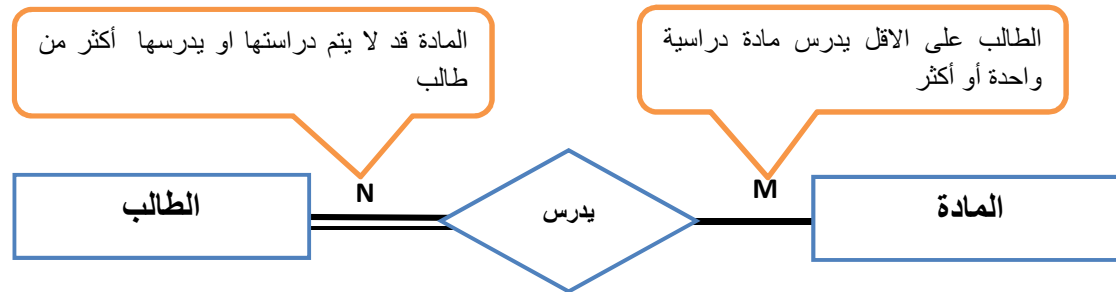 الطالب على الاقل يدرس مادة دراسية
واحدة أو أكثر
المادة قد لا يتم دراستها او يدرسها أكثر من
طالب
M
N
المادة
يدرس
الطالب